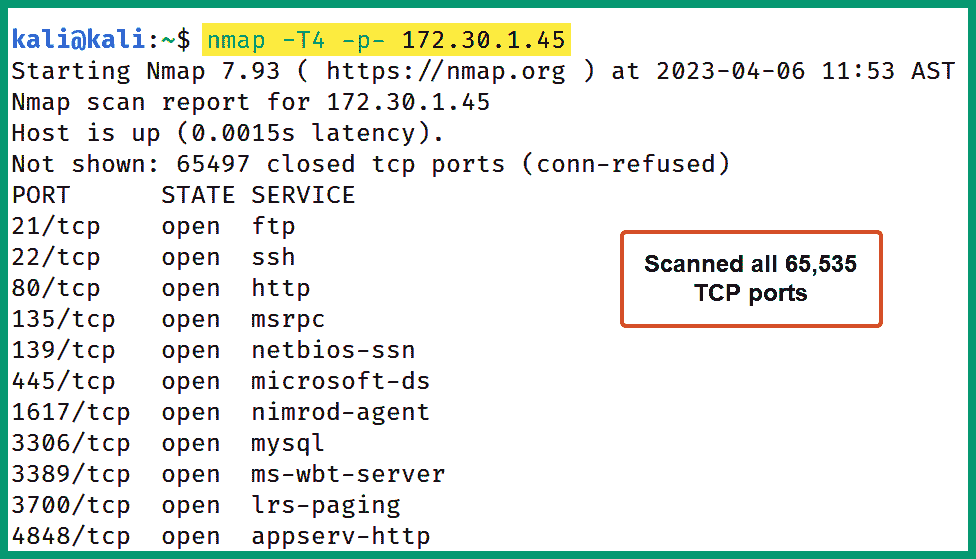 kali@kali:~$ nmap -T4 -p- 172.30.1.45
Starting Nmap 7.93 ( https://nmap.org ) at 2023-04-06 11:53 AST
Nmap scan report for 172.30.1.45
Host is up (0.0015s latency).
Not shown: 65497 closed tcp ports (conn-refused)
PORT     STATE SERVICE
21/tcp   open  ftp
22/tcp   open  ssh
80/tcp   open  http
135/tcp  open  msrpc
139/tcp  open  netbios-ssn
445/tcp  open  microsoft-ds
1617/tcp open  nimrod-agent
3306/tcp open  mysql
3389/tcp open  ms-wbt-server
3700/tcp open  lrs-paging
4848/tcp open  appserv-http
Scanned all 65,535
TCP ports